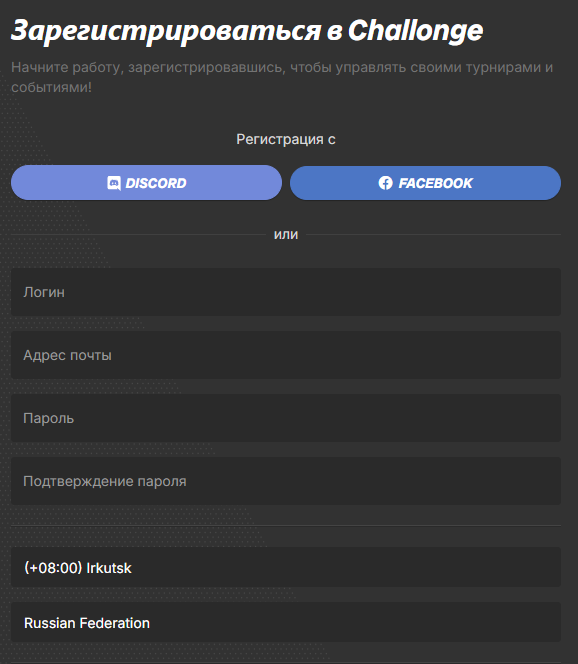 Зарегистрироваться в Challonge
Начните работу, зарегистрировавшись, чтобы управлять своими турнирами и
событиями!
Регистрация с
DISCORD
FACEBOOK
или
Логин
Адрес почты
Пароль
Подтверждение пароля
(+08:00) Irkutsk
Russian Federation